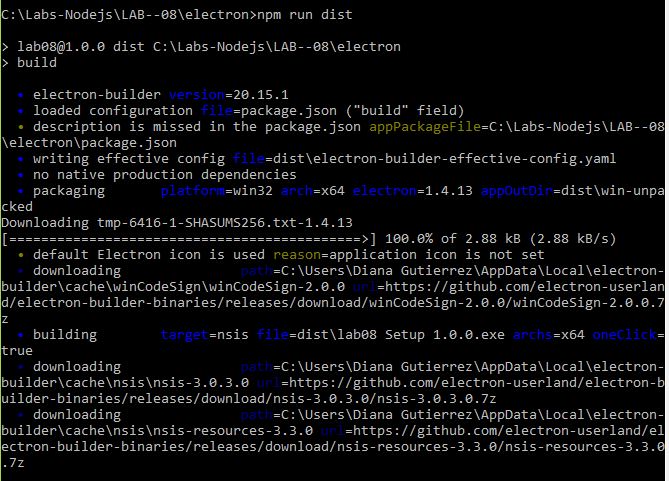 C:\Labs-Nodejs\LAB--08\electron>npm run dist
> lab08@1.0.0 dist C:\Labs-Nodejs\LAB--08\electron
> build
• electron-builder version=20.15.1
• loaded configuration file=package.json ("build" field)
• description is missed in the package.json appPackageFile=C:\Labs-Nodejs\LAB--08
\electron\package.json
• writing effective config file=dist\electron-builder-effective-config.yaml
• no native production dependencies
• packaging       platform=win32 arch=x64 electron=1.4.13 appOutDir=dist\win-unpa
cked
Downloading tmp-6416-1-SHASUMS256.txt-1.4.13
[=============================================>] 100.0% of 2.88 kB (2.88 kB/s)
• default Electron icon is used reason=application icon is not set
• downloading               path=C:\Users\Diana Gutierrez\AppData\Local\electron-
builder\cache\winCodeSign\winCodeSign-2.0.0 url=https://github.com/electron-userlan
d/electron-builder-binaries/releases/download/winCodeSign-2.0.0/winCodeSign-2.0.0.7
z
• building        target=nsis file=dist\lab08 Setup 1.0.0.exe archs=x64 oneClick=
true
• downloading               path=C:\Users\Diana Gutierrez\AppData\Local\electron-
builder\cache\nsis\nsis-3.0.3.0 url=https://github.com/electron-userland/electron-b
uilder-binaries/releases/download/nsis-3.0.3.0/nsis-3.0.3.0.7z
• downloading               path=C:\Users\Diana Gutierrez\AppData\Local\electron-
builder\cache\nsis\nsis-resources-3.3.0 url=https://github.com/electron-userland/el
ectron-builder-binaries/releases/download/nsis-resources-3.3.0/nsis-resources-3.3.0
.7z